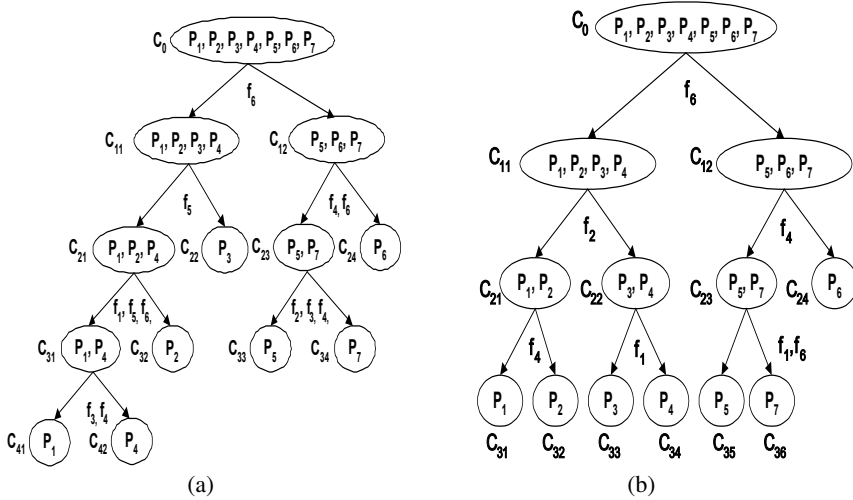 C0 P1, P2, P3, P4, P5, P6, P7
f6
C11 P1, P2, P3, P4
C12 P5, P6, P7
f5
f4, f6
C21 P1, P2, P4
C22 P3
C23 P5, P7
C24 P6
f1, f5, f6,
f2, f3, f4,
C31 P1, P4
C32 P2
C33 P5
C34 P7
f3, f4
C41 P1
C42 P4
(a)
C0 P1, P2, P3, P4, P5, P6, P7
f6
C11 P1, P2, P3, P4
C12 P5, P6, P7
f2
f4
C21 P1, P2
C22 P3, P4
C23 P5, P7
C24 P6
f4
f1
f1,f6
P1
P2
P3
P4
P5
P7
C31
C32
C33
C34
C35
C36
(b)